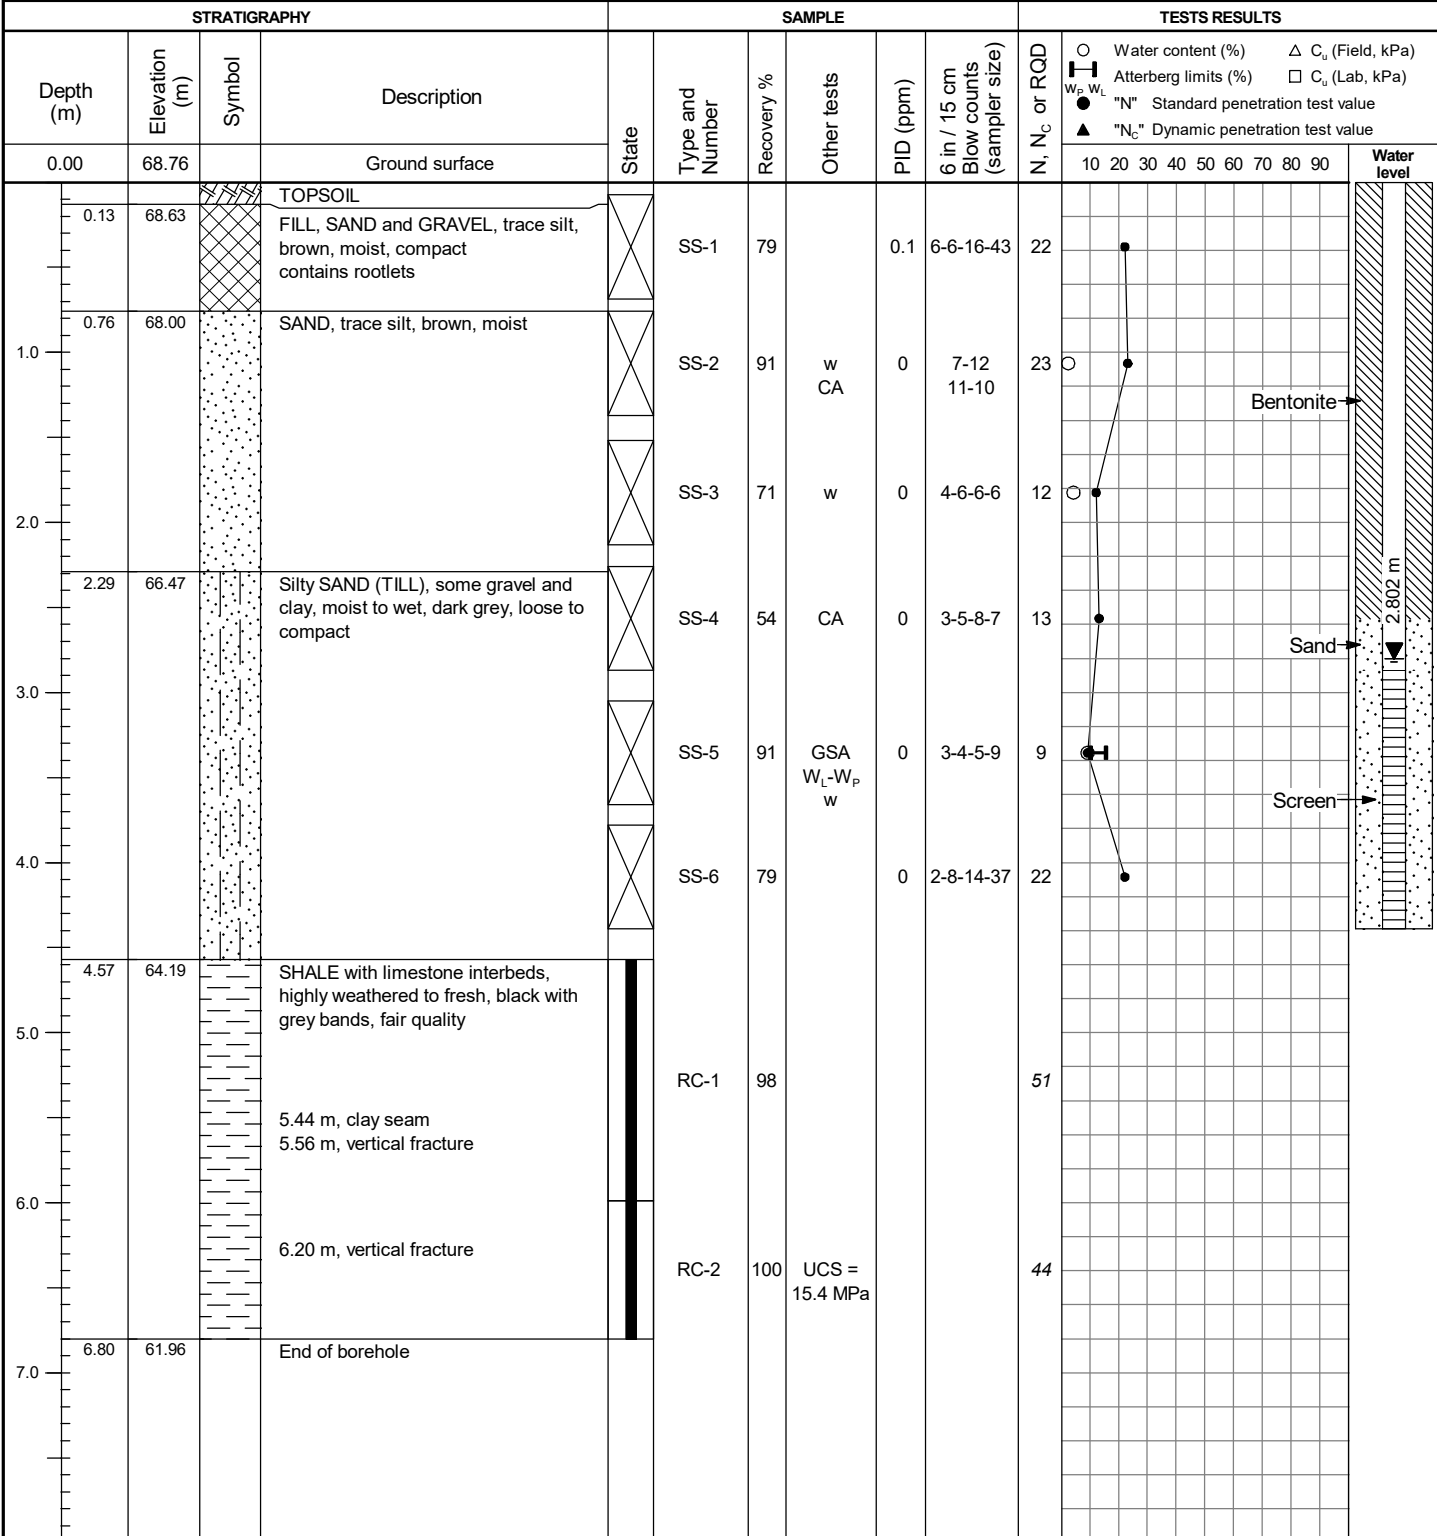 STRATIGRAPHY SAMPLE TESTS RESULTS
Depth (m)
Elevation (m)
Symbol
Description
State
Type and Number
Recovery %
Other tests
PID (ppm)
6 in / 15 cm Blow counts (sampler size)
N, N_C or RQD
Water content (%) C_u (Field, kPa)
Atterberg limits (%) C_u (Lab, kPa)
W_P W_L
"N" Standard penetration test value
"N_C" Dynamic penetration test value
0.00 68.76 Ground surface
10 20 30 40 50 60 70 80 90
Water level
TOPSOIL
0.13 68.63 FILL, SAND and GRAVEL, trace silt,
brown, moist, compact
contains rootlets
SS-1 79 0.1 6-6-16-43 22
0.76 68.00 SAND, trace silt, brown, moist
1.0
SS-2 91 w 0 7-12 23
CA 11-10
Bentonite
SS-3 71 w 0 4-6-6-6 12
2.0
2.29 66.47 Silty SAND (TILL), some gravel and
clay, moist to wet, dark grey, loose to
compact
SS-4 54 CA 0 3-5-8-7 13
2.802 m
Sand
3.0
SS-5 91 GSA 0 3-4-5-9 9
W_L-W_P
w
Screen
4.0
SS-6 79 0 2-8-14-37 22
4.57 64.19 SHALE with limestone interbeds,
highly weathered to fresh, black with
grey bands, fair quality
5.0
RC-1 98 51
5.44 m, clay seam
5.56 m, vertical fracture
6.0
6.20 m, vertical fracture
RC-2 100 UCS = 44
15.4 MPa
6.80 61.96 End of borehole
7.0